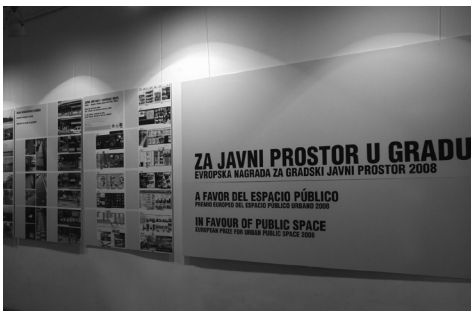 ZA JAVNI PROSTOR U GRADU
EVROPSKA NAGRADA ZA GRADSKI JAVNI PROSTOR 2008
A FAVOR DEL ESPACIO PÚBLICO
PREMIO EUROPEO DEL ESPACIO PÚBLICO URBANO 2008
IN FAVOUR OF PUBLIC SPACE
EUROPEAN PRIZE FOR URBAN PUBLIC SPACE 2008